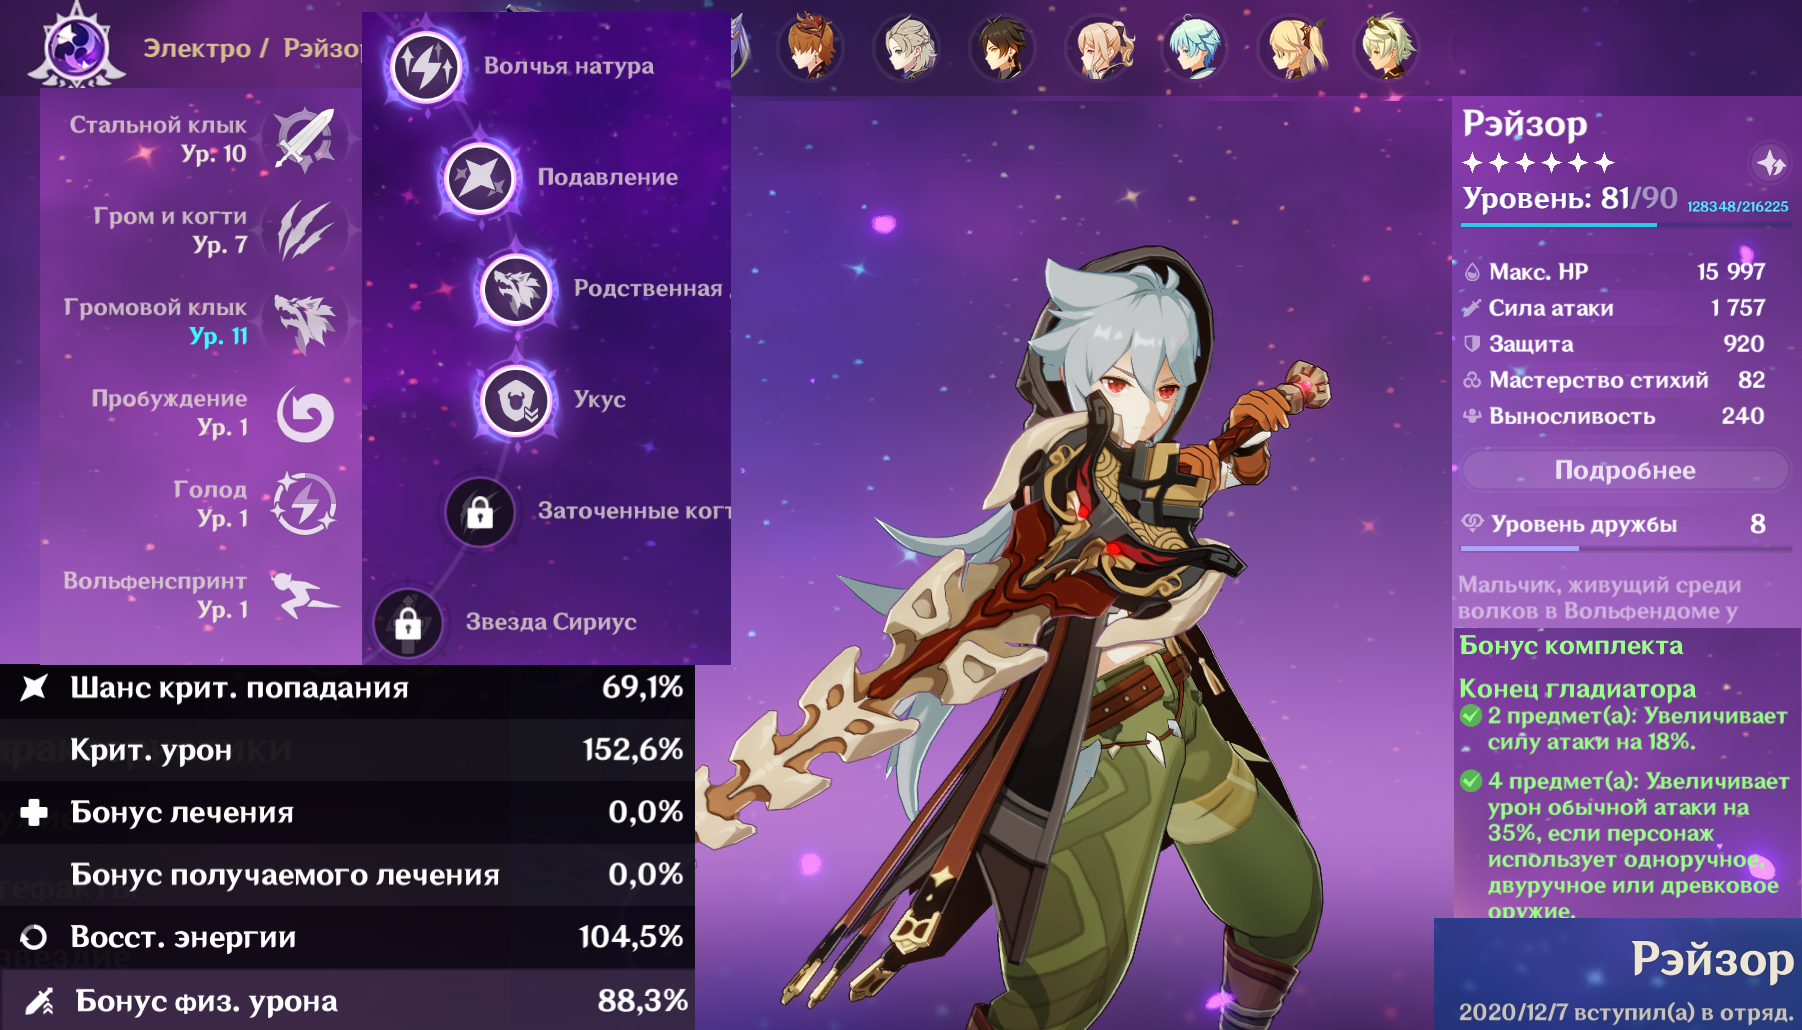 Электро / Рэйзор
Стальной клык
Ур. 10
Гром и когти
Ур. 7
Громовой клык
Ур. 11
Пробуждение
Ур. 1
Голод
Ур. 1
Вольфенспринт
Ур. 1
Волчья натура
Подавление
Родственная
Укус
Заточенные ког
Звезда Сириус
Шанс крит. попадания 69,1%
Крит. урон 152,6%
Бонус лечения 0,0%
Бонус получаемого лечения 0,0%
Восст. энергии 104,5%
Бонус физ. урона 88,3%
Рэйзор
Уровень: 81/90 128348/216225
Макс. HP 15 997
Сила атаки 1 757
Защита 920
Мастерство стихий 82
Выносливость 240
Подробнее
Уровень дружбы 8
Мальчик, живущий среди
волков в Вольфендоме у
Бонус комплекта
Конец гладиатора
2 предмет(а): Увеличивает
силу атаки на 18%.
4 предмет(а): Увеличивает
урон обычной атаки на
35%, если персонаж
использует одноручное,
двуручное или древковое
оружие.
Рэйзор
2020/12/7 вступил(а) в отряд.